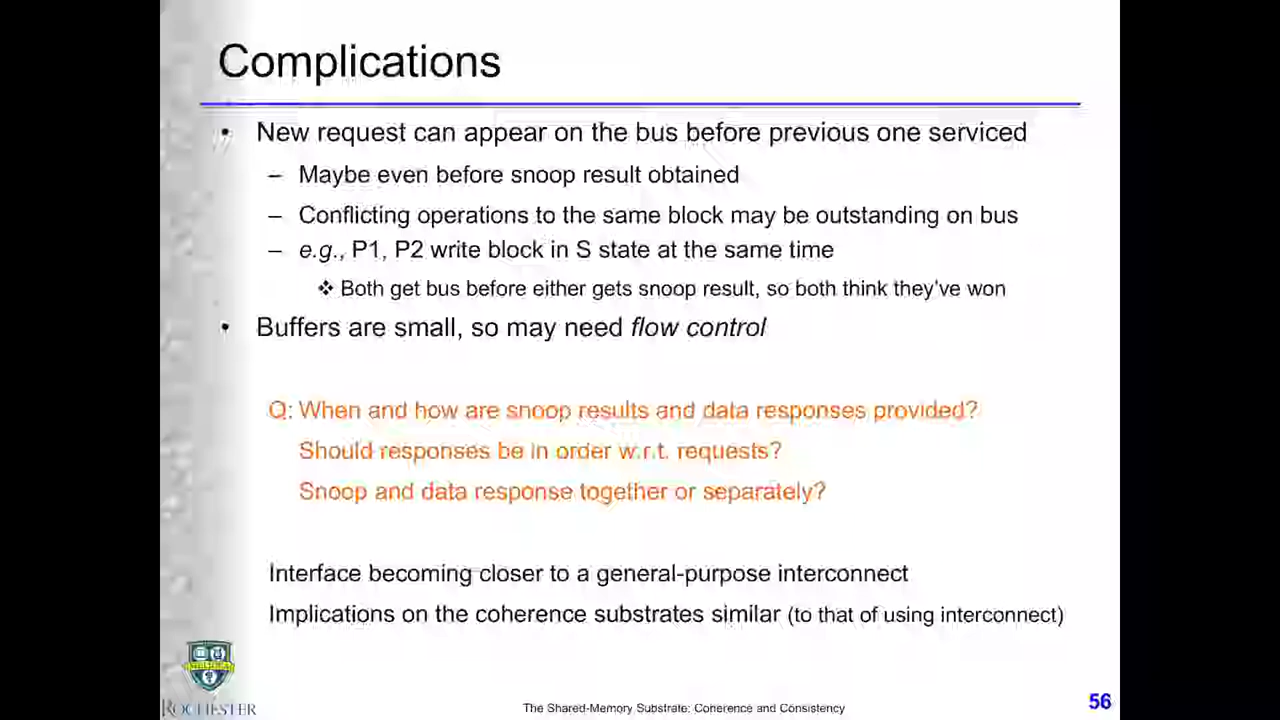 Complications
• New request can appear on the bus before previous one serviced
– Maybe even before snoop result obtained
– Conflicting operations to the same block may be outstanding on bus
– e.g., P1, P2 write block in S state at the same time
❖ Both get bus before either gets snoop result, so both think they've won
• Buffers are small, so may need flow control
Q: When and how are snoop results and data responses provided?
Should responses be in order w.r.t. requests?
Snoop and data response together or separately?
Interface becoming closer to a general-purpose interconnect
Implications on the coherence substrates similar (to that of using interconnect)
ROCHESTER
The Shared-Memory Substrate: Coherence and Consistency
56